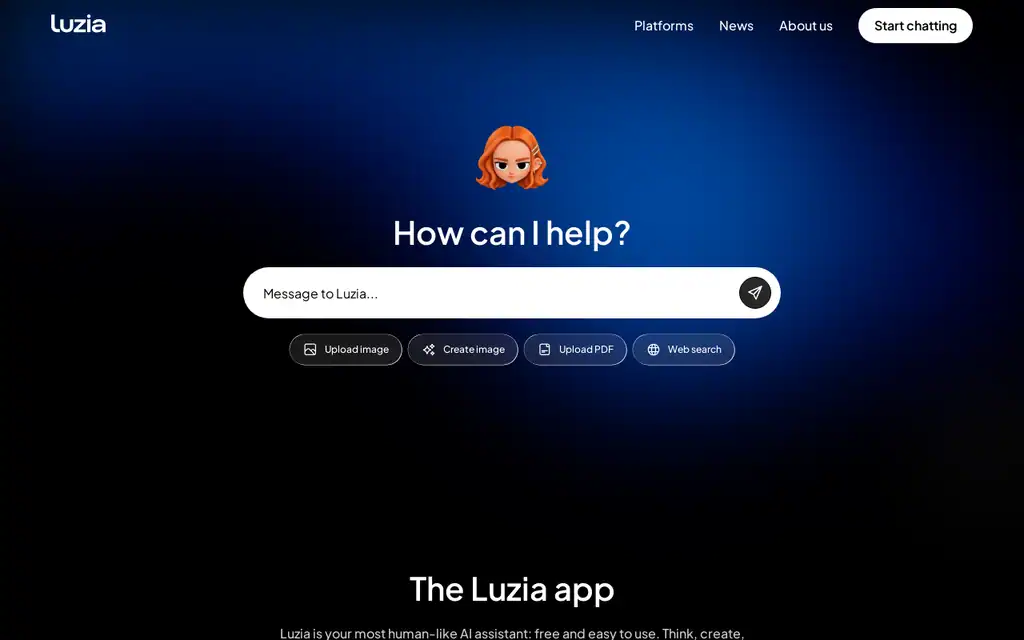 Luzia
Platforms
News
About us
Start chatting
How can I help?
Message to Luzia...
Upload image
Create image
Upload PDF
Web search
The Luzia app
Luzia is your most human-like AI assistant: free and easy to use. Think, create,